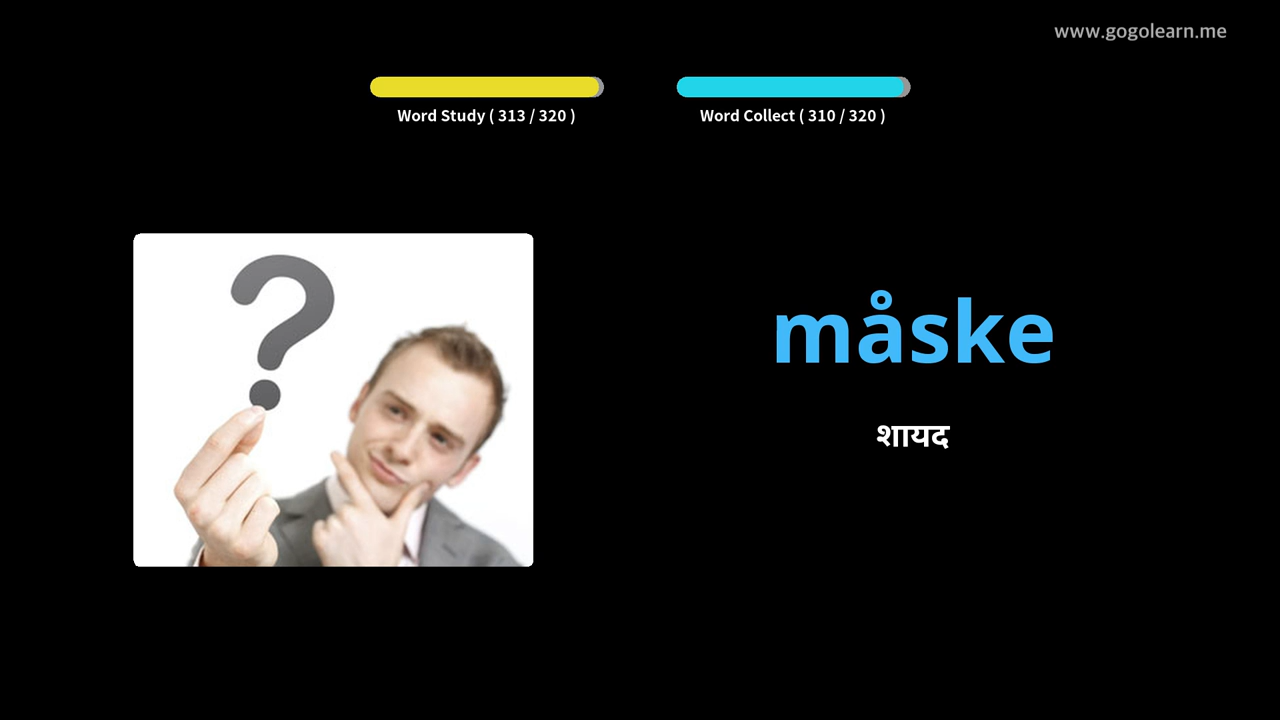 www.gogolearn.me
Word Study ( 313 / 320 )
Word Collect ( 310 / 320 )
?
måske
शायद